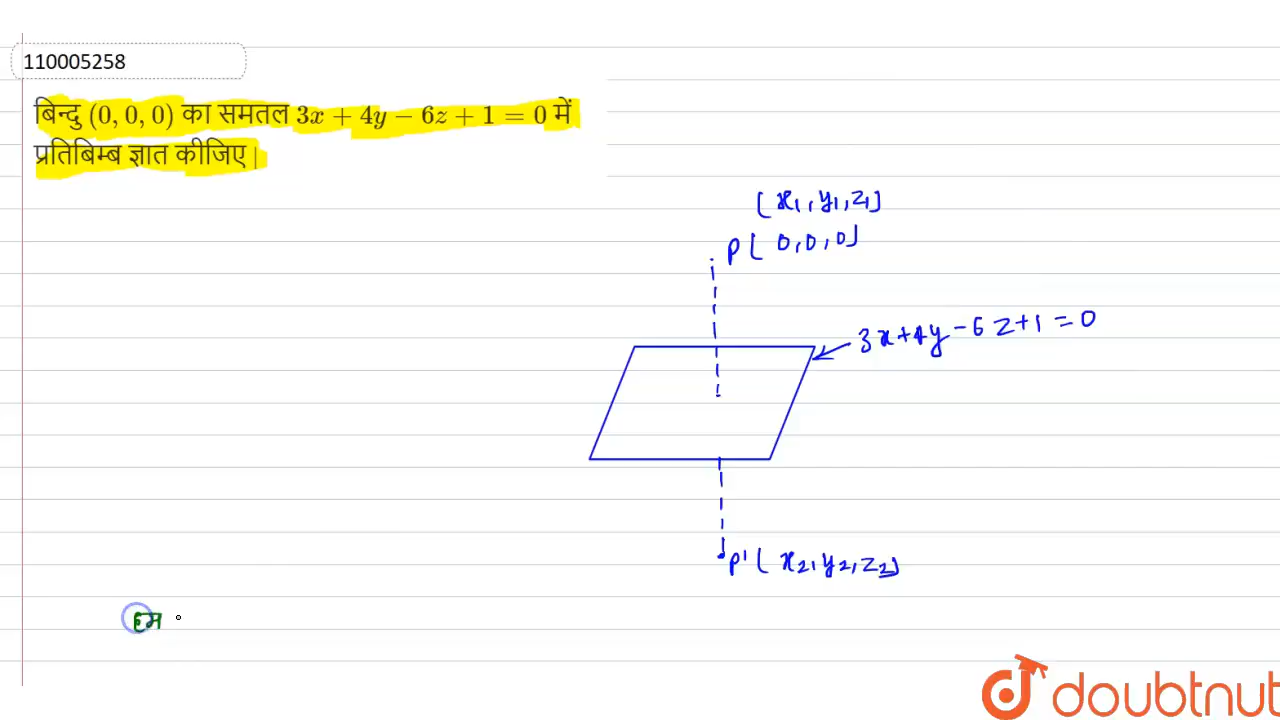 110005258
बिन्दु (0, 0, 0) का समतल 3x + 4y − 6z + 1 = 0 में
प्रतिबिम्ब ज्ञात कीजिए|
[x₁, y₁, z₁]
P[0, 0, 0]
3x+4y-6z+1=0
P'(x₂, y₂, z₂)
हम
doubtnut